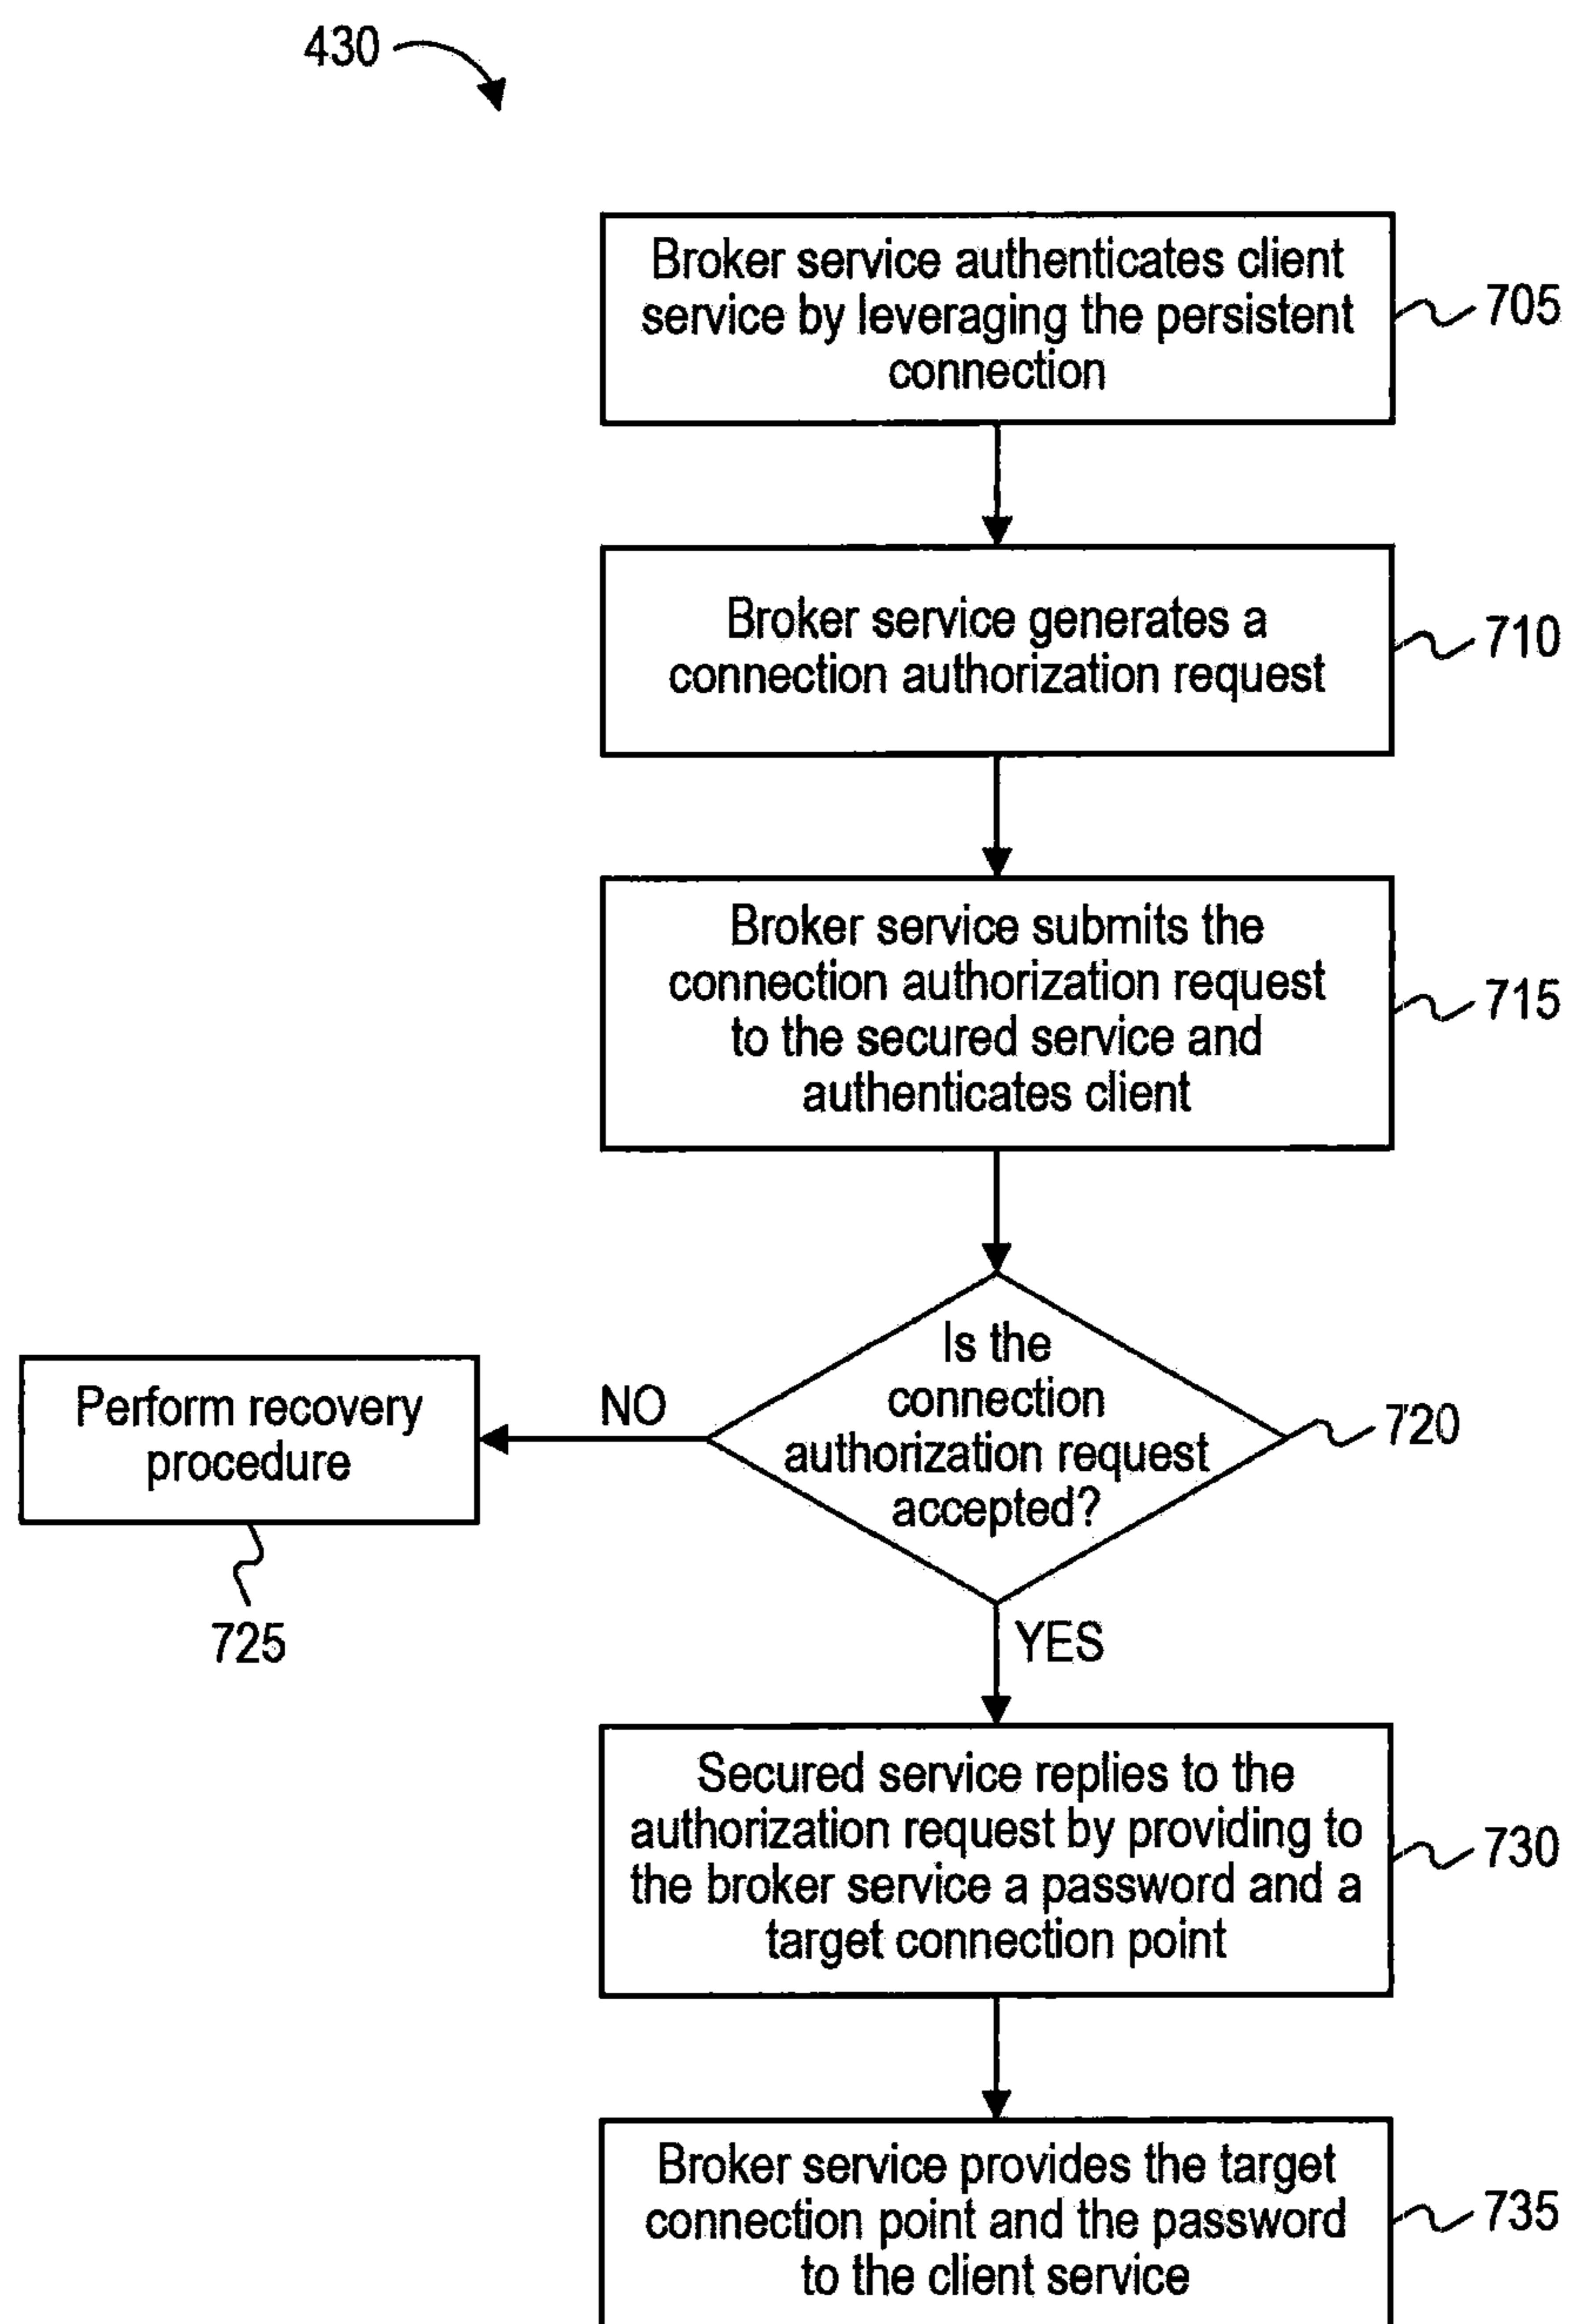 430
Broker service authenticates client
service by leveraging the persistent
connection
705
Broker service generates a
connection authorization request
710
Broker service submits the
connection authorization request
to the secured service and
authenticates client
715
Is the
connection
authorization request
accepted?
720
NO
Perform recovery
procedure
725
YES
Secured service replies to the
authorization request by providing to
the broker service a password and a
target connection point
730
Broker service provides the target
connection point and the password
to the client service
735